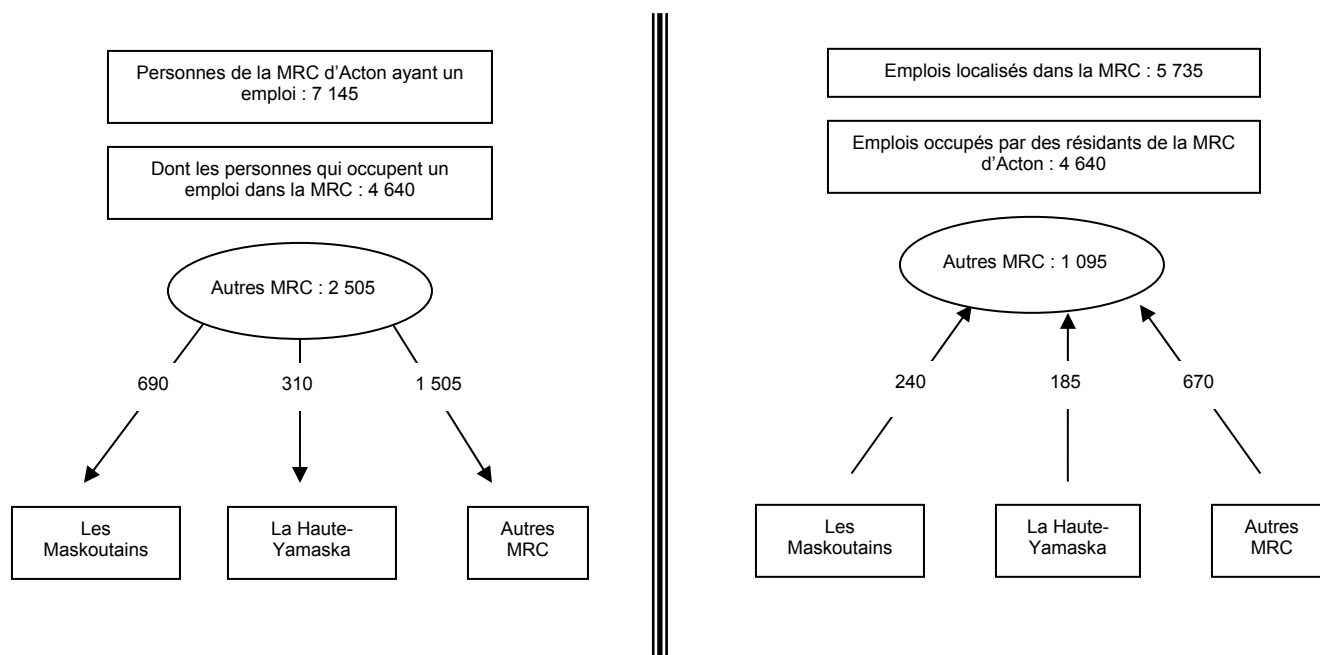 Personnes de la MRC d'Acton ayant un
emploi : 7 145
Dont les personnes qui occupent un
emploi dans la MRC : 4 640
Autres MRC : 2 505
690
310
1 505
Les
Maskoutains
La Haute-
Yamaska
Autres
MRC
Emplois localisés dans la MRC : 5 735
Emplois occupés par des résidants de la MRC
d'Acton : 4 640
Autres MRC : 1 095
240
185
670
Les
Maskoutains
La Haute-
Yamaska
Autres
MRC